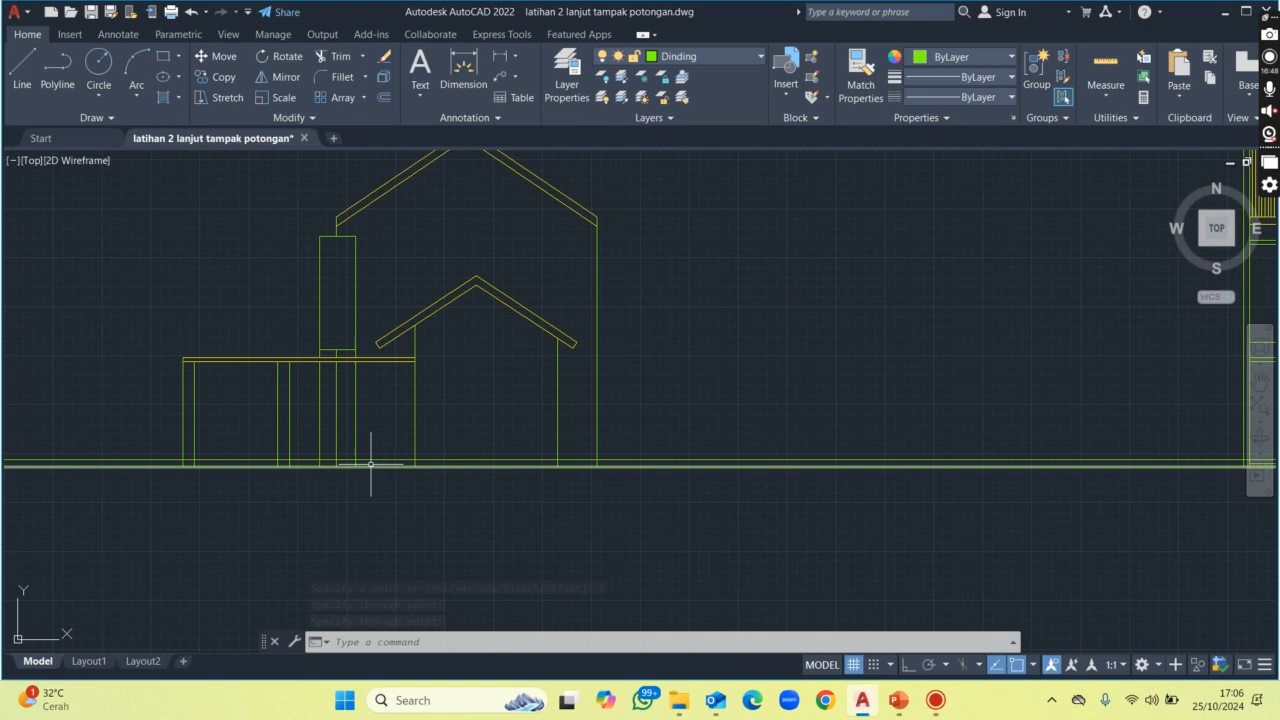 Share
Autodesk AutoCAD 2022 latihan 2 lanjut tampak potongan.dwg
Type a keyword or phrase
Sign In
Home Insert Annotate Parametric View Manage Output Add-ins Collaborate Express Tools Featured Apps
Line Polyline Circle Arc
Move Rotate Trim
Copy Mirror Fillet
Stretch Scale Array
Text Dimension
Table
Layer Properties
Dinding
Insert
Match Properties
ByLayer
ByLayer
ByLayer
Group
Measure
Paste
Base
16:48
Draw Modify Annotation Layers Block Properties Groups Utilities Clipboard View
Start latihan 2 lanjut tampak potongan*
[−][Top][2D Wireframe]
N
W TOP E
S
WCS
Y
X
Specify through point:
Specify through point:
Type a command
Model Layout1 Layout2
MODEL 1:1
1
32°C
Cerah
Search
99+
zoom
17:06
25/10/2024